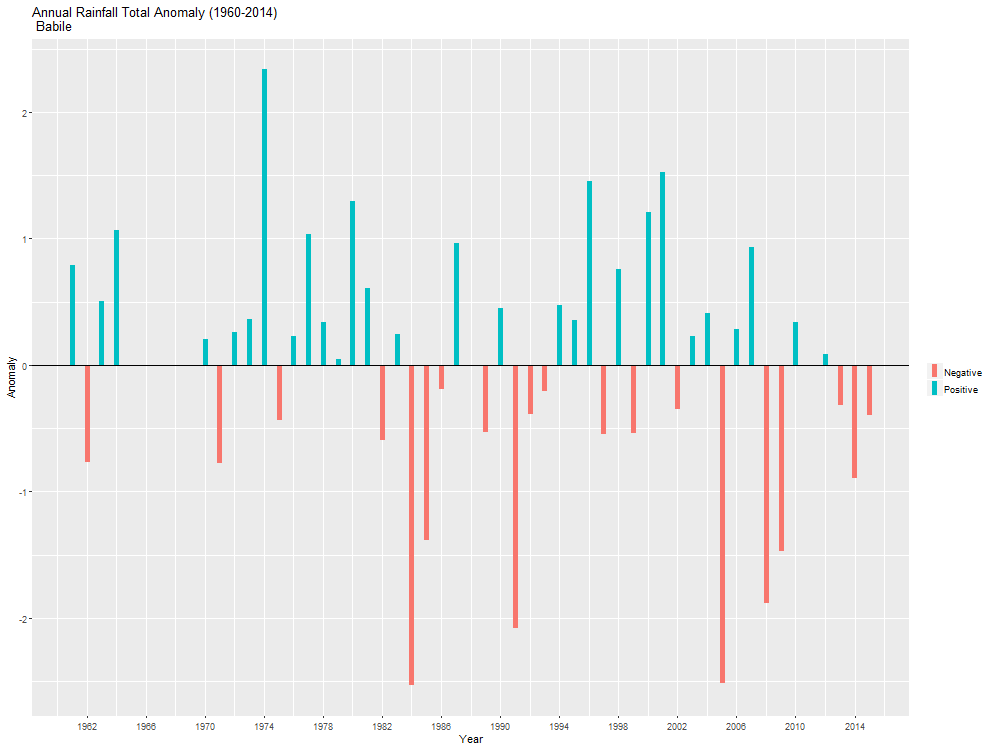 Annual Rainfall Total Anomaly (1960-2014)
Babile
2
1
0
-1
-2
Anomaly
1962 1966 1970 1974 1978 1982 1986 1990 1994 1998 2002 2006 2010 2014
Year
Negative
Positive